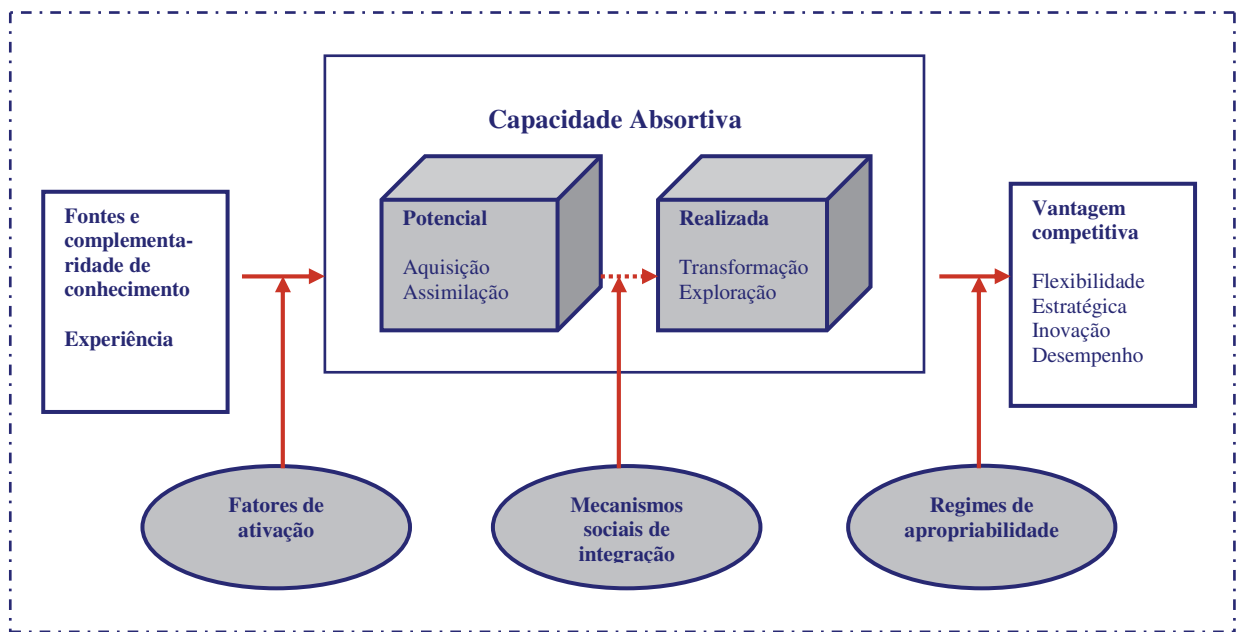 Capacidade Absortiva
Fontes e
complementa-
ridade de
conhecimento
Experiência
Potencial
Aquisição
Assimilação
Realizada
Transformação
Exploração
Vantagem
competitiva
Flexibilidade
Estratégica
Inovação
Desempenho
Fatores de
ativação
Mecanismos
sociais de
integração
Regimes de
apropriabilidade